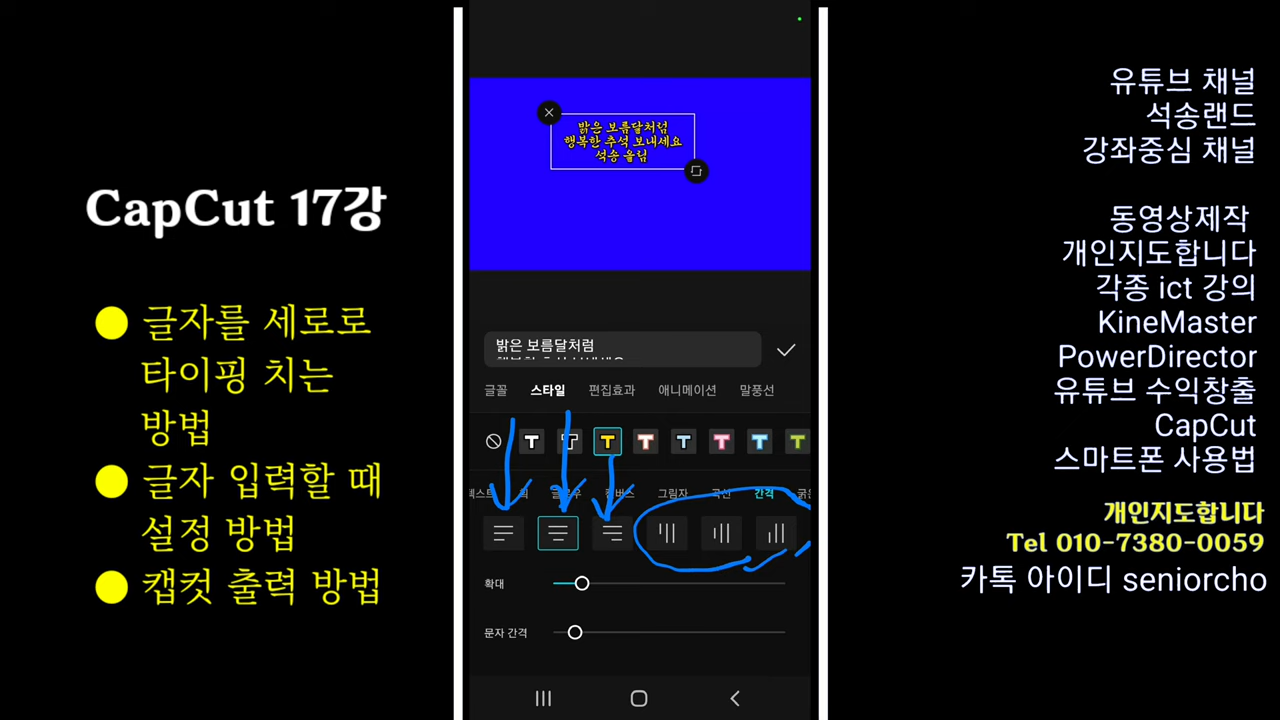 CapCut 17강
● 글자를 세로로
타이핑 치는
방법
● 글자 입력할 때
설정 방법
● 캡컷 출력 방법
밝은 보름달처럼
행복한 추석 보내세요
석송 올림
밝은 보름달처럼
글꼴 스타일 편집효과 애니메이션 말풍선
T T T T T T T T
그림자 간격
확대
문자 간격
유튜브 채널
석송랜드
강좌중심 채널
동영상제작
개인지도합니다
각종 ict 강의
KineMaster
PowerDirector
유튜브 수익창출
CapCut
스마트폰 사용법
개인지도합니다
Tel 010-7380-0059
카톡 아이디 seniorcho